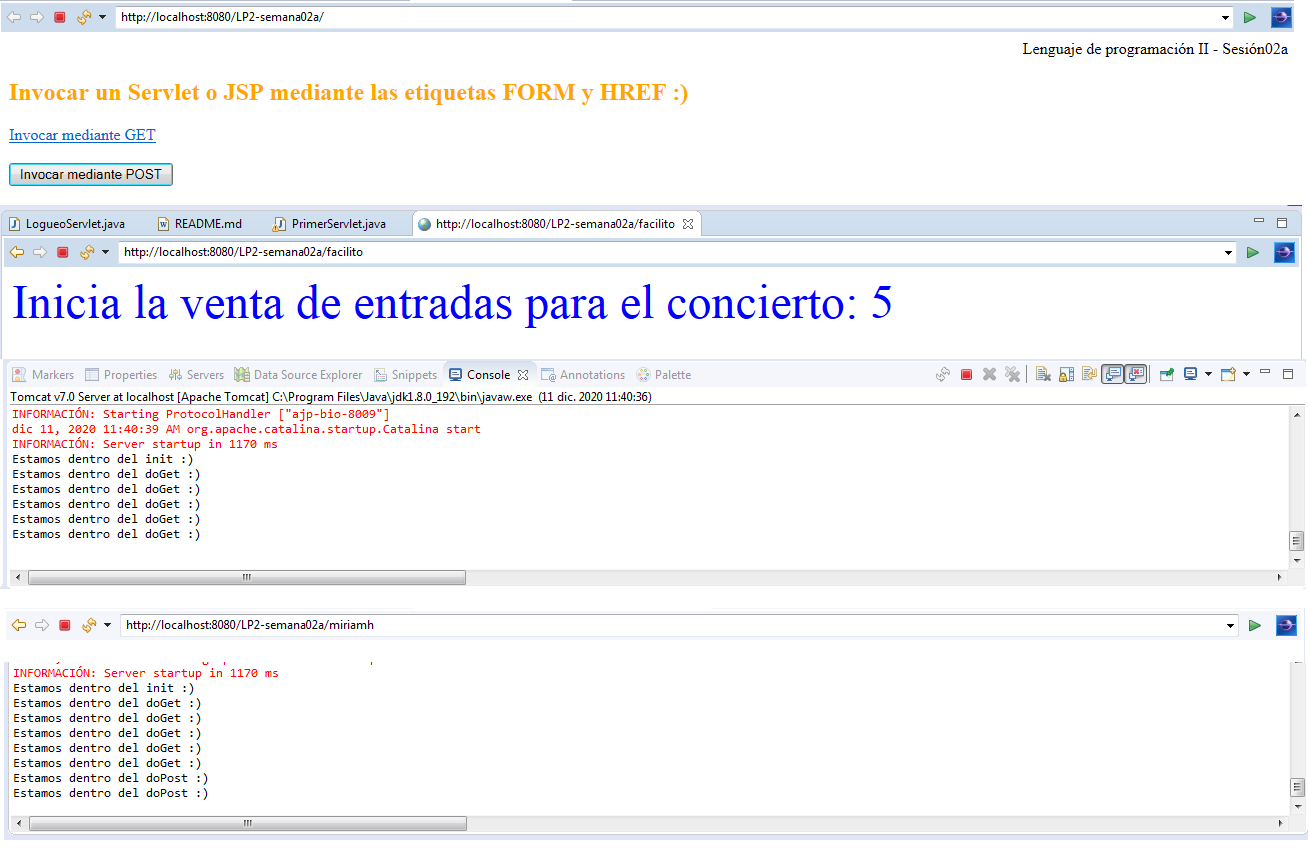 http://localhost:8080/LP2-semana02a/
Lenguaje de programación II - Sesión02a
Invocar un Servlet o JSP mediante las etiquetas FORM y HREF :)
Invocar mediante GET
Invocar mediante POST
LogueoServlet.java README.md PrimerServlet.java http://localhost:8080/LP2-semana02a/facilito
http://localhost:8080/LP2-semana02a/facilito
Inicia la venta de entradas para el concierto: 5
Markers Properties Servers Data Source Explorer Snippets Console Annotations Palette
Tomcat v7.0 Server at localhost [Apache Tomcat] C:\Program Files\Java\jdk1.8.0_192\bin\javaw.exe (11 dic. 2020 11:40:36)
INFORMACIÓN: Starting ProtocolHandler ["ajp-bio-8009"]
dic 11, 2020 11:40:39 AM org.apache.catalina.startup.Catalina start
INFORMACIÓN: Server startup in 1170 ms
Estamos dentro del init :)
Estamos dentro del doGet :)
Estamos dentro del doGet :)
Estamos dentro del doGet :)
Estamos dentro del doGet :)
Estamos dentro del doGet :)
http://localhost:8080/LP2-semana02a/miriamh
INFORMACIÓN: Server startup in 1170 ms
Estamos dentro del init :)
Estamos dentro del doGet :)
Estamos dentro del doGet :)
Estamos dentro del doGet :)
Estamos dentro del doGet :)
Estamos dentro del doGet :)
Estamos dentro del doPost :)
Estamos dentro del doPost :)